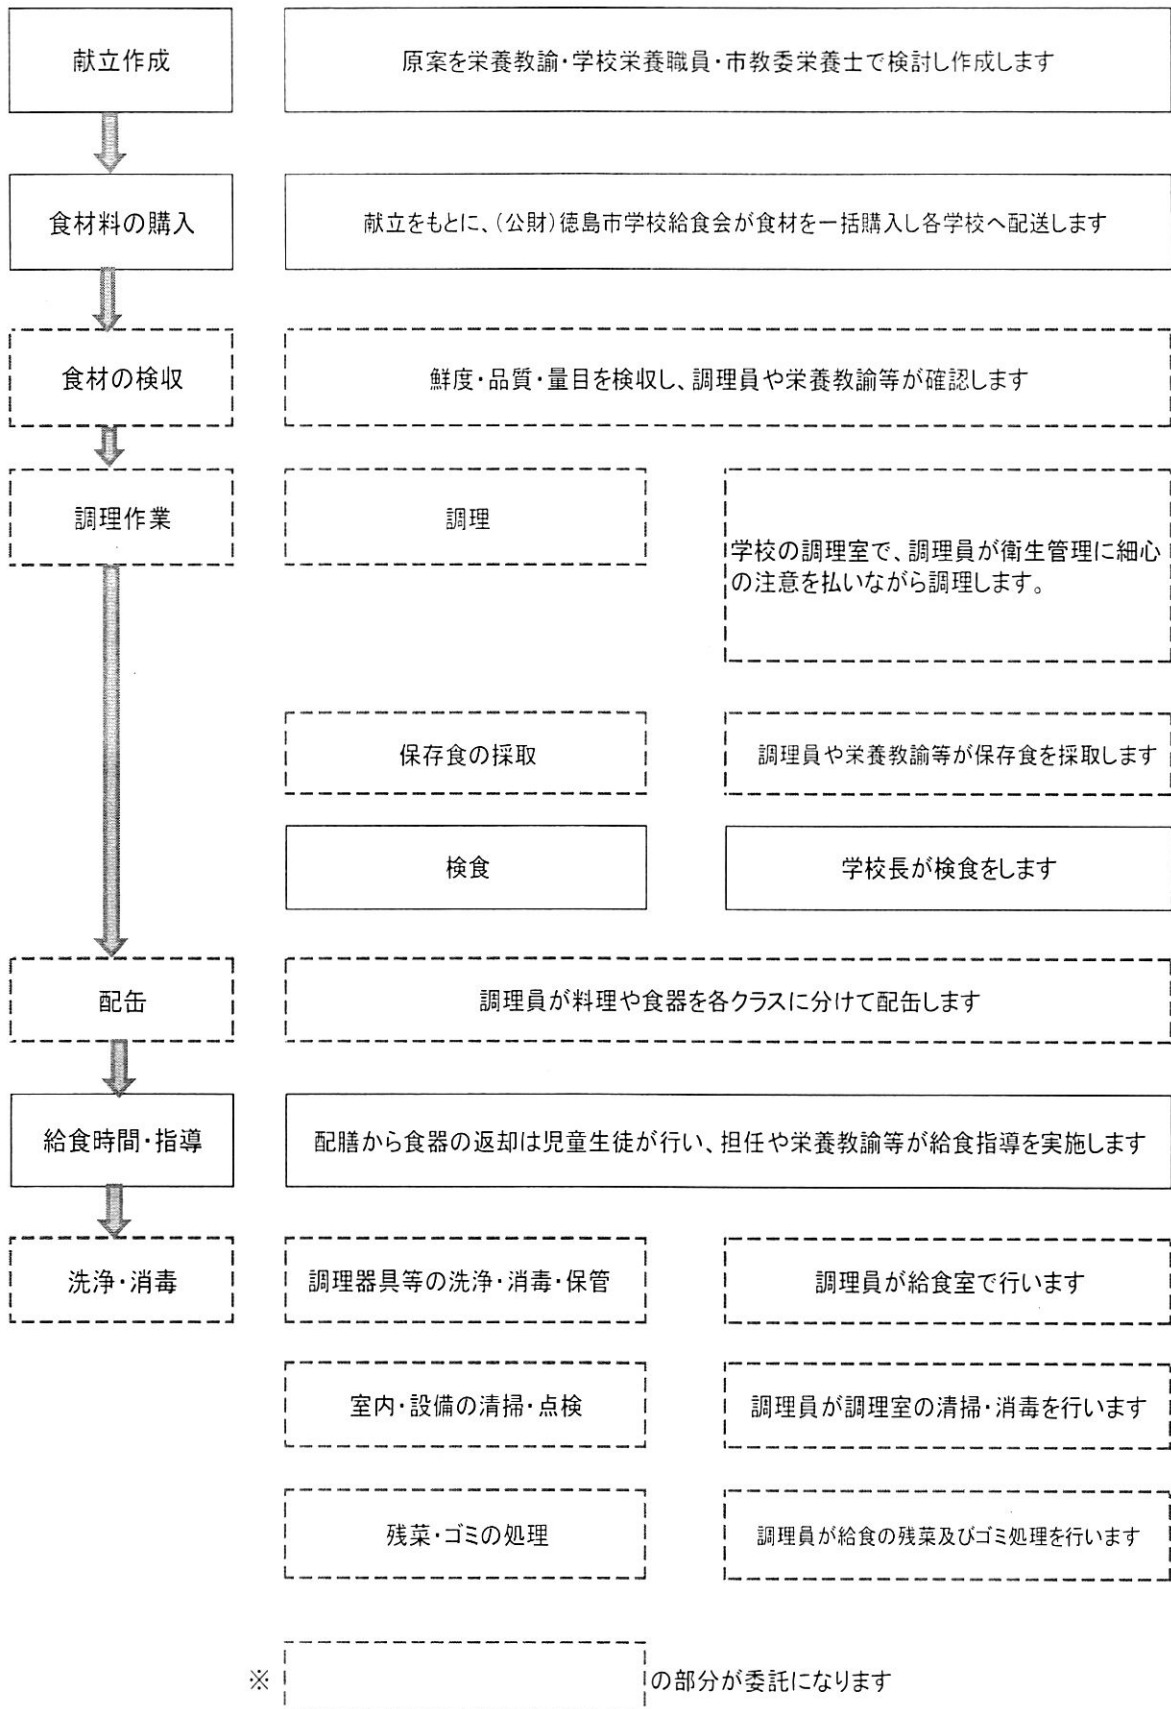 献立作成
原案を栄養教諭・学校栄養職員・市教委栄養士で検討し作成します
食材料の購入
献立をもとに、(公財)徳島市学校給食会が食材を一括購入し各学校へ配送します
食材の検収
鮮度・品質・量目を検収し、調理員や栄養教諭等が確認します
調理作業
調理
学校の調理室で、調理員が衛生管理に細心
の注意を払いながら調理します。
保存食の採取
調理員や栄養教諭等が保存食を採取します
検食
学校長が検食をします
配缶
調理員が料理や食器を各クラスに分けて配缶します
給食時間・指導
配膳から食器の返却は児童生徒が行い、担任や栄養教諭等が給食指導を実施します
洗浄・消毒
調理器具等の洗浄・消毒・保管
調理員が給食室で行います
室内・設備の清掃・点検
調理員が調理室の清掃・消毒を行います
残菜・ゴミの処理
調理員が給食の残菜及びゴミ処理を行います
※ の部分が委託になります